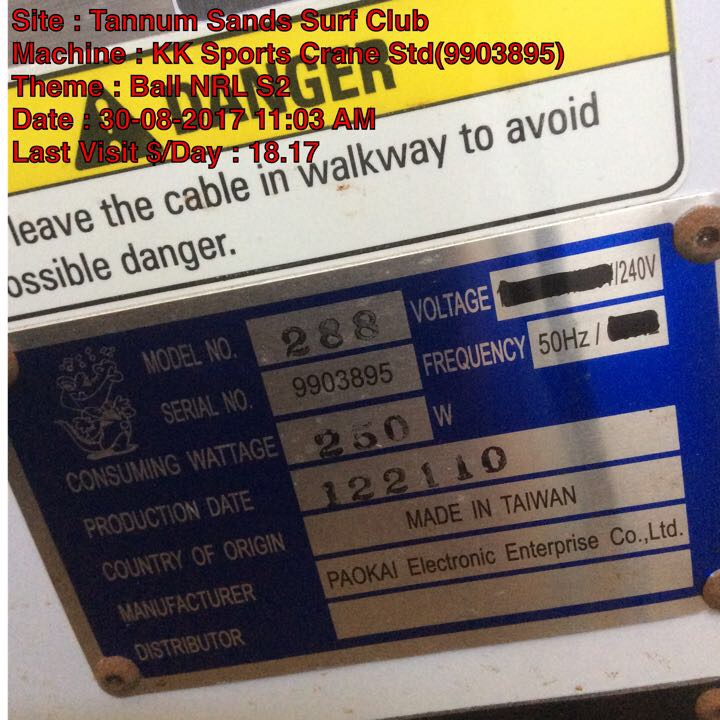 Site : Tannum Sands Surf Club
Machine : KK Sports Crane Std(9903895)
Theme : Ball NRL S2
Date : 30-08-2017 11:03 AM
Last Visit $/Day : 18.17
DANGER
leave the cable in walkway to avoid
ossible danger.
MODEL NO. 288 VOLTAGE /240V
SERIAL NO. 9903895 FREQUENCY 50Hz /
CONSUMING WATTAGE 250 W
PRODUCTION DATE 122110
COUNTRY OF ORIGIN MADE IN TAIWAN
MANUFACTURER PAOKAI Electronic Enterprise Co.,Ltd.
DISTRIBUTOR